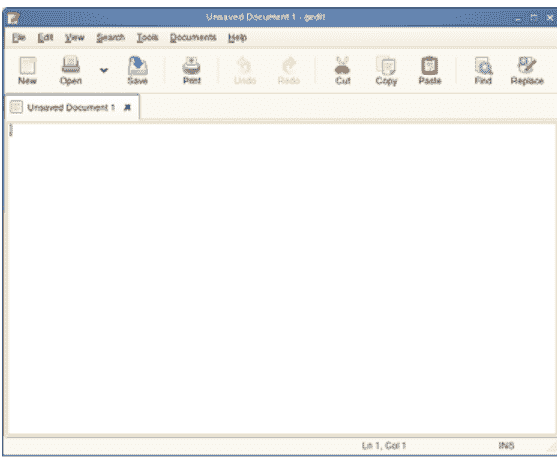 Unsaved Document 1 - gedit
File Edit View Search Tools Documents Help
New Open Save Print Undo Redo Cut Copy Paste Find Replace
Unsaved Document 1
Ln 1, Col 1 INS